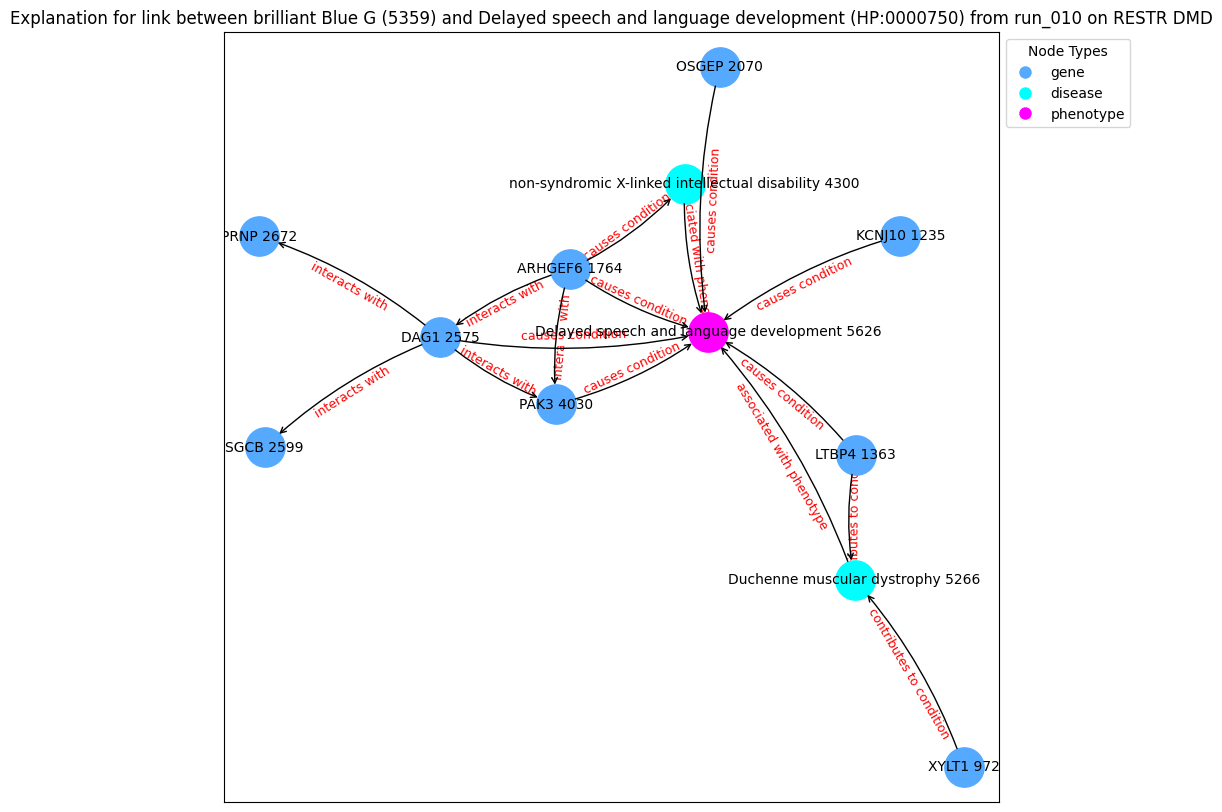 Explanation for link between brilliant Blue G (5359) and Delayed speech and language development (HP:0000750) from run_010 on RESTR DMD
Node Types
gene
disease
phenotype
OSGEP 2070
causes condition
non-syndromic X-linked intellectual disability 4300
causes condition
ciated with phen
PRNP 2672
KCNJ10 1235
interacts with
causes condition
ARHGEF6 1764
interacts with
causes condition
intera with
DAG1 2575
causes condition
Delayed speech and language development 5626
interacts with
causes condition
interacts with
PAK3 4030
causes condition
associated with phenotype
SGCB 2599
LTBP4 1363
butes to cond
Duchenne muscular dystrophy 5266
contributes to condition
XYLT1 972